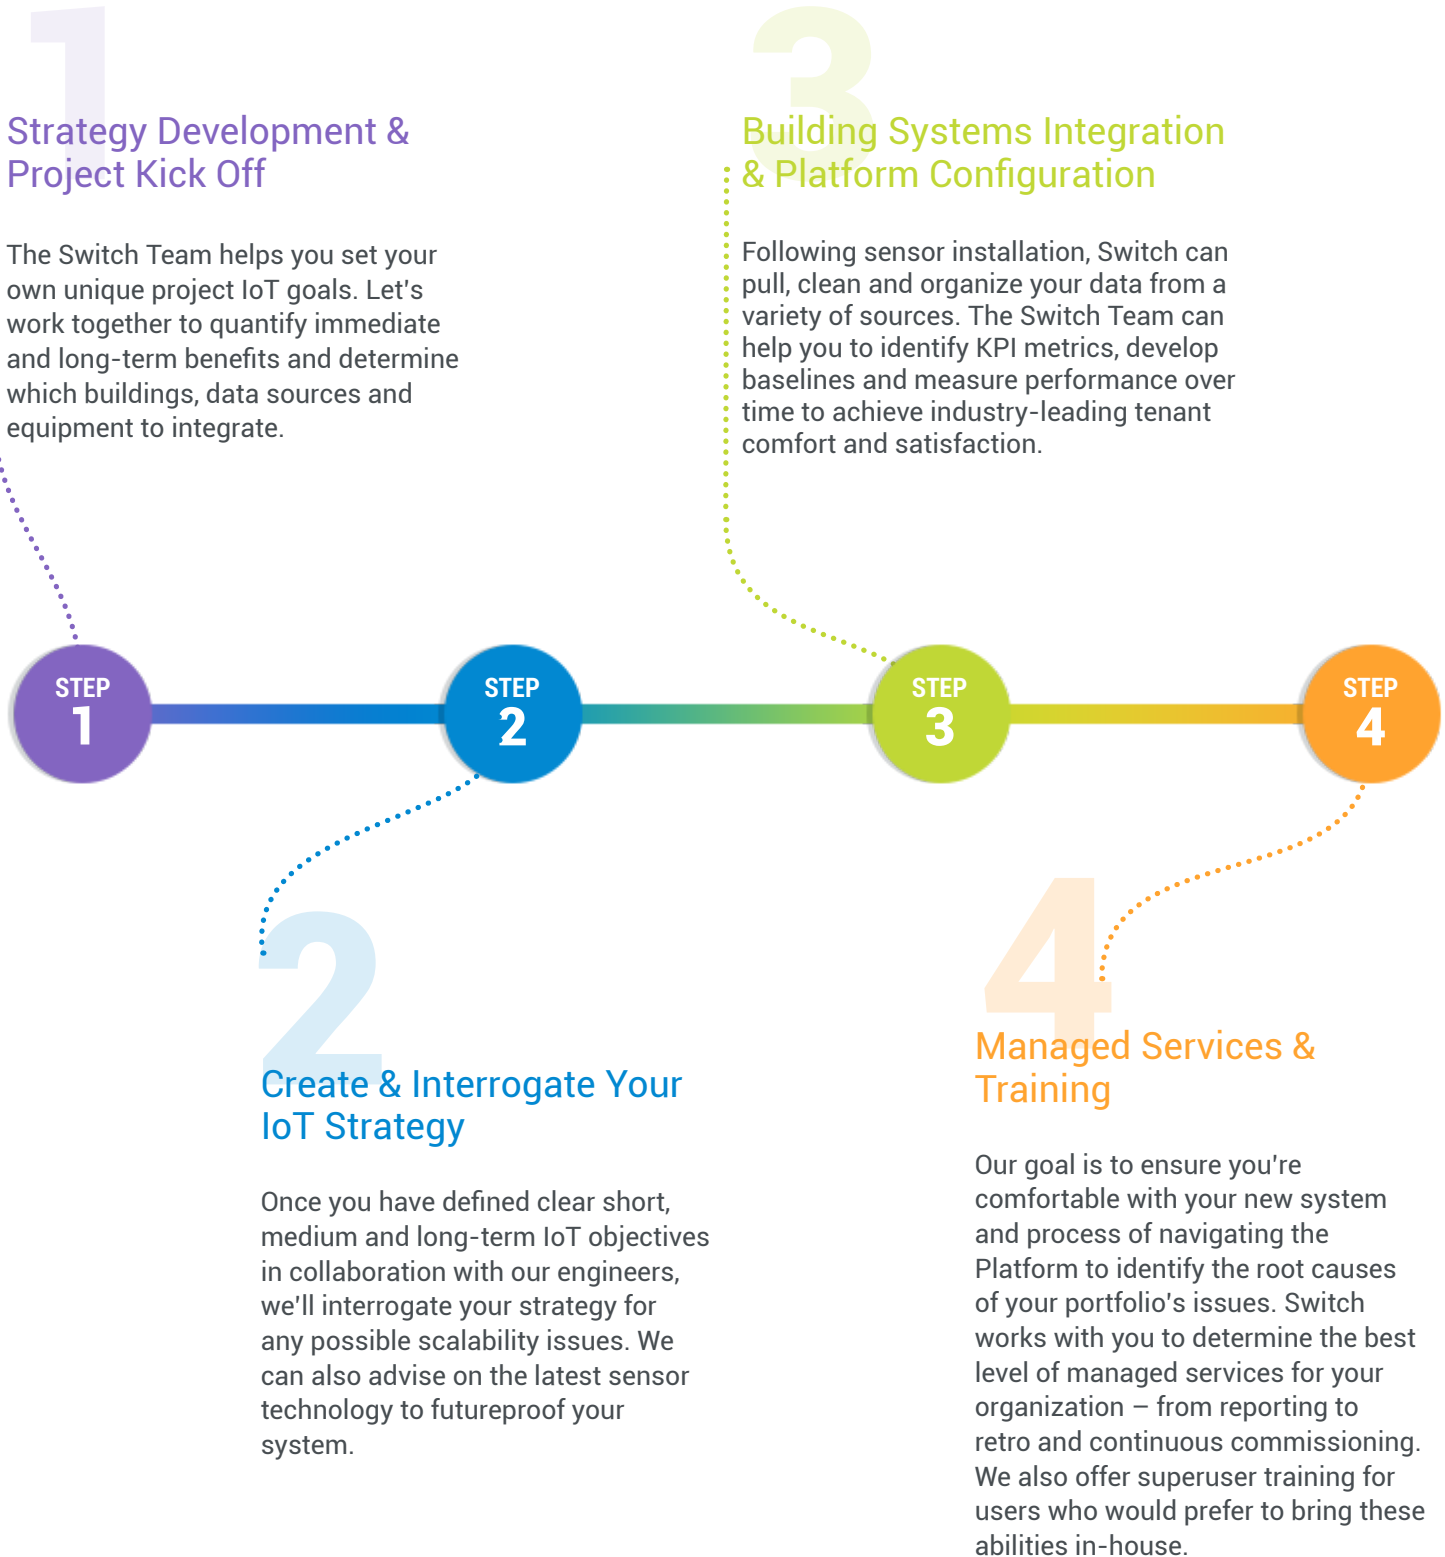 1
Strategy Development &
Project Kick Off
The Switch Team helps you set your
own unique project IoT goals. Let's
work together to quantify immediate
and long-term benefits and determine
which buildings, data sources and
equipment to integrate.
3
Building Systems Integration
& Platform Configuration
Following sensor installation, Switch can
pull, clean and organize your data from a
variety of sources. The Switch Team can
help you to identify KPI metrics, develop
baselines and measure performance over
time to achieve industry-leading tenant
comfort and satisfaction.
STEP
1
STEP
2
STEP
3
STEP
4
2
Create & Interrogate Your
IoT Strategy
Once you have defined clear short,
medium and long-term IoT objectives
in collaboration with our engineers,
we'll interrogate your strategy for
any possible scalability issues. We
can also advise on the latest sensor
technology to futureproof your
system.
4
Managed Services &
Training
Our goal is to ensure you're
comfortable with your new system
and process of navigating the
Platform to identify the root causes
of your portfolio's issues. Switch
works with you to determine the best
level of managed services for your
organization – from reporting to
retro and continuous commissioning.
We also offer superuser training for
users who would prefer to bring these
abilities in-house.